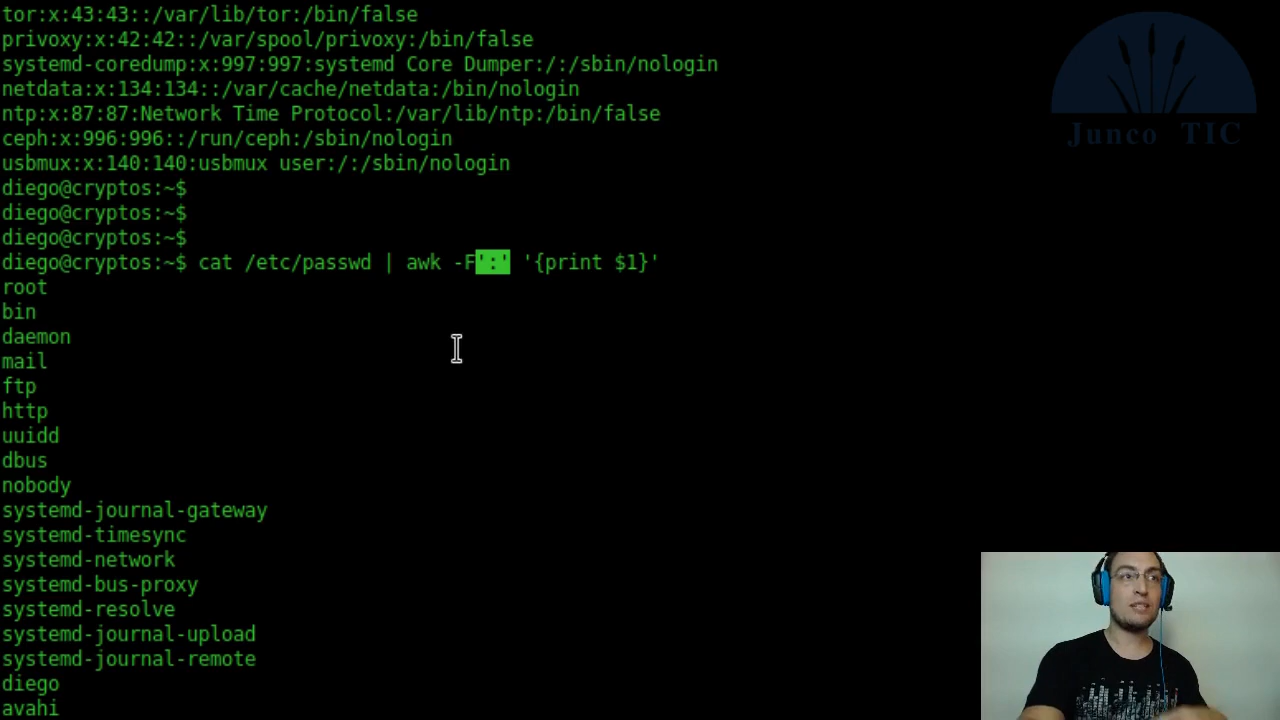 tor:x:43:43::/var/lib/tor:/bin/false
privoxy:x:42:42::/var/spool/privoxy:/bin/false
systemd-coredump:x:997:997:systemd Core Dumper:/:/sbin/nologin
netdata:x:134:134::/var/cache/netdata:/bin/nologin
ntp:x:87:87:Network Time Protocol:/var/lib/ntp:/bin/false
ceph:x:996:996::/run/ceph:/sbin/nologin
usbmux:x:140:140:usbmux user:/:/sbin/nologin
diego@cryptos:~$
diego@cryptos:~$
diego@cryptos:~$
diego@cryptos:~$ cat /etc/passwd | awk -F':' '{print $1}'
root
bin
daemon
mail
ftp
http
uuidd
dbus
nobody
systemd-journal-gateway
systemd-timesync
systemd-network
systemd-bus-proxy
systemd-resolve
systemd-journal-upload
systemd-journal-remote
diego
avahi
Junco TIC